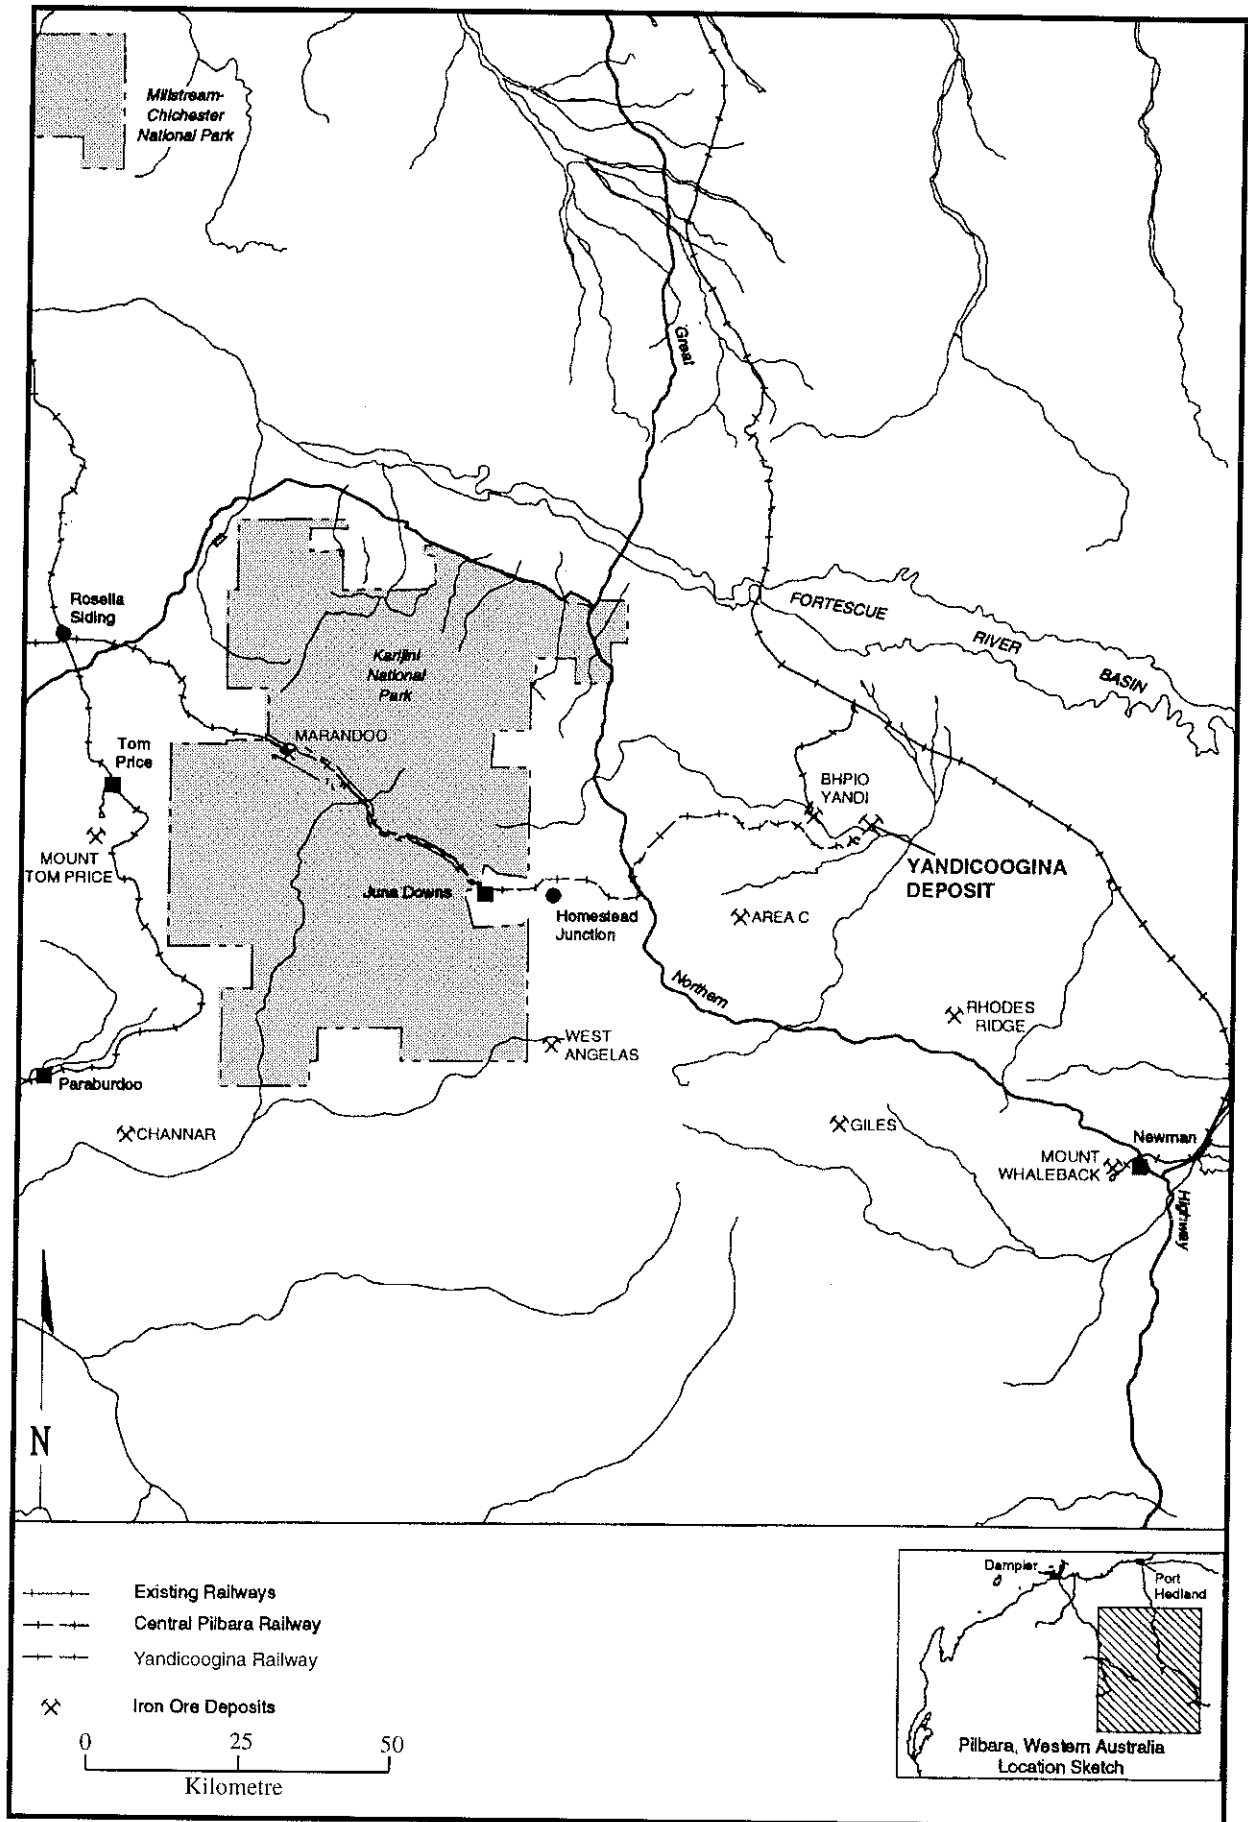 Millstream-
Chichester
National Park
Great
Rosella
Siding
FORTESCUE
RIVER
BASIN
Karijini
National
Park
MARANDOO
Tom
Price
BHPIO
YANDI
MOUNT
TOM PRICE
YANDICOOGINA
DEPOSIT
Juna Downs
Homestead
Junction
AREA C
Northern
RHODES
RIDGE
WEST
ANGELAS
Paraburdoo
CHANNAR
GILES
Newman
MOUNT
WHALEBACK
Highway
N
Existing Railways
Central Pilbara Railway
Yandicoogina Railway
Iron Ore Deposits
0 25 50
Kilometre
Dampier
Port
Hedland
Pilbara, Western Australia
Location Sketch